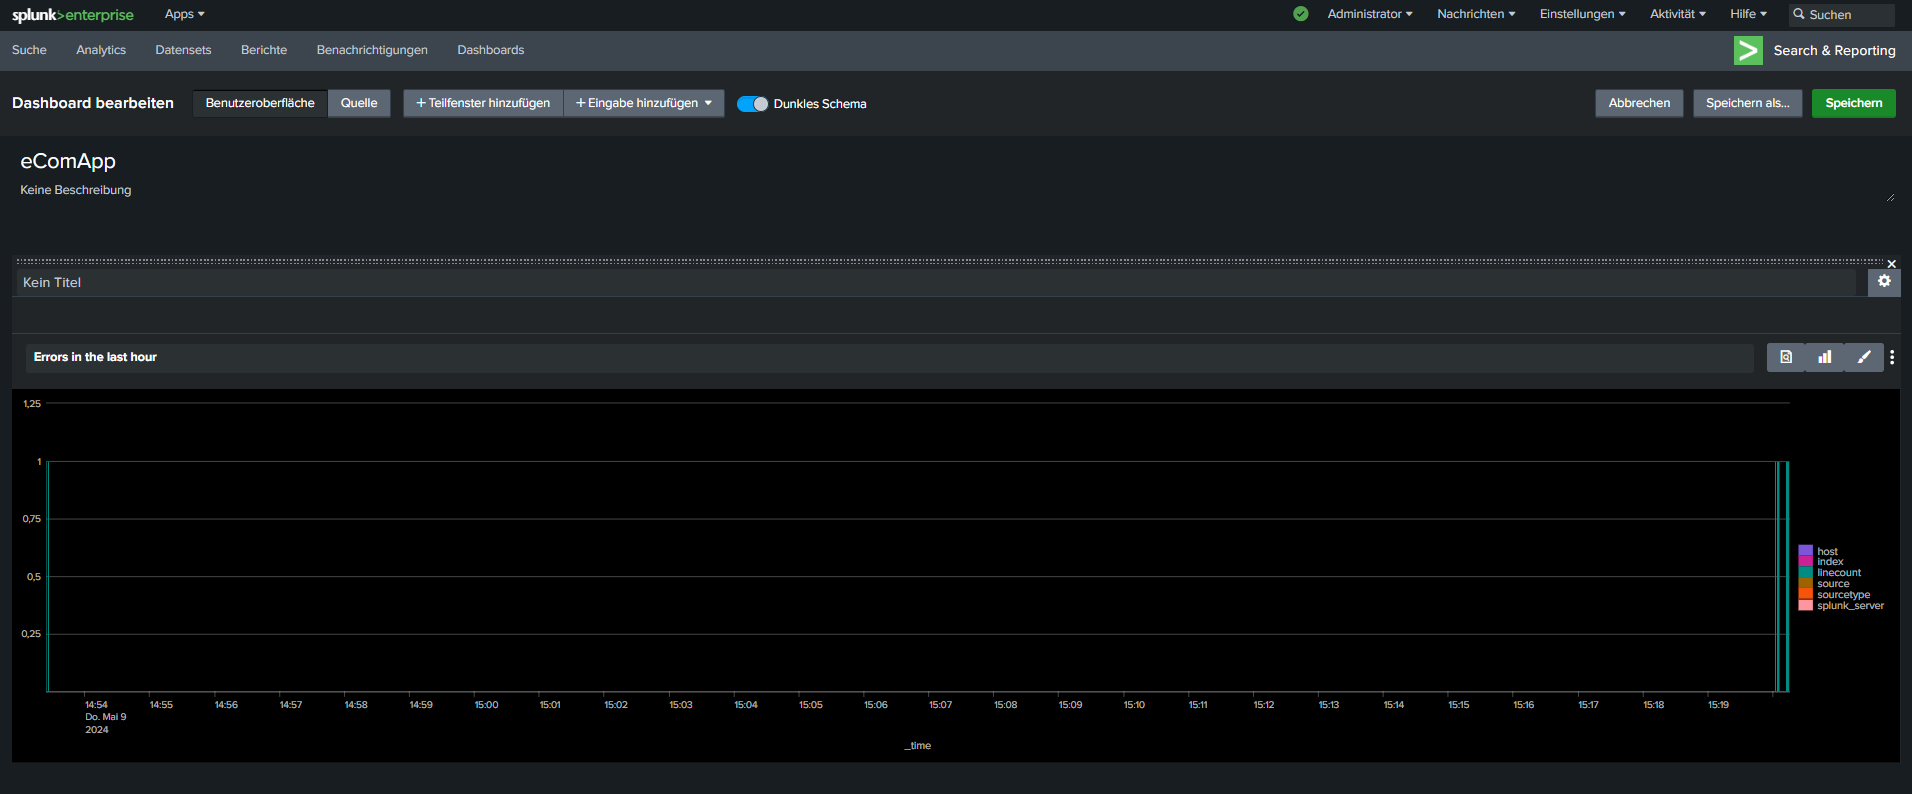 splunk>enterprise Apps Administrator Nachrichten Einstellungen Aktivität Hilfe Suchen
Suche Analytics Datensets Berichte Benachrichtigungen Dashboards Search & Reporting
Dashboard bearbeiten Benutzeroberfläche Quelle + Teilfenster hinzufügen + Eingabe hinzufügen Dunkles Schema Abbrechen Speichern als... Speichern
eComApp
Keine Beschreibung
Kein Titel
Errors in the last hour
1,25
1
0,75
0,5
0,25
host
index
linecount
source
sourcetype
splunk_server
14:54 14:55 14:56 14:57 14:58 14:59 15:00 15:01 15:02 15:03 15:04 15:05 15:06 15:07 15:08 15:09 15:10 15:11 15:12 15:13 15:14 15:15 15:16 15:17 15:18 15:19
Do. Mai 9
2024
_time